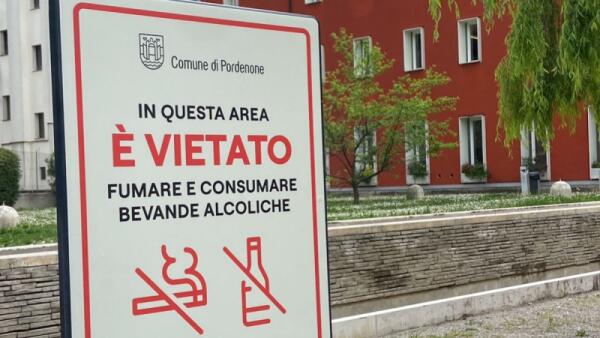 Comune di Pordenone
IN QUESTA AREA
È VIETATO
FUMARE E CONSUMARE
BEVANDE ALCOLICHE